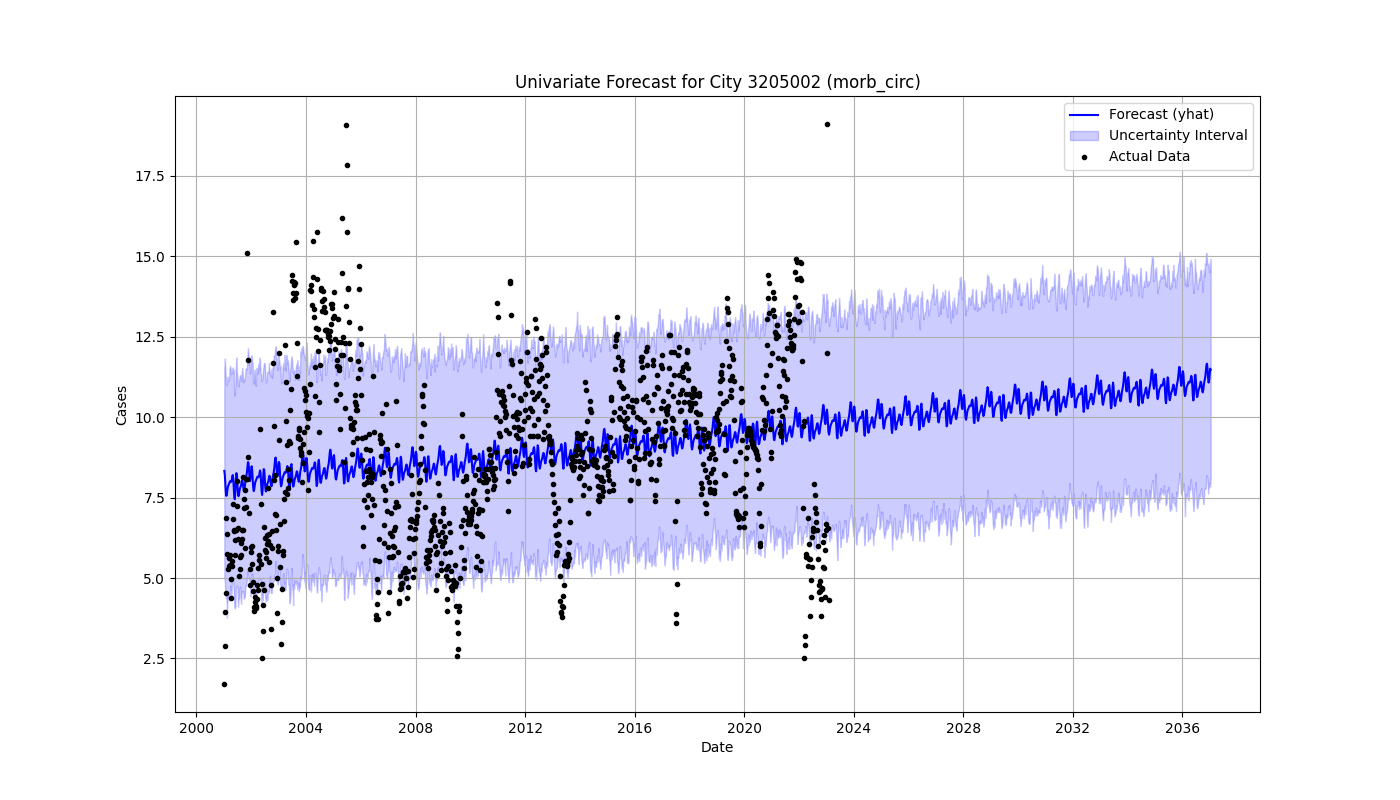 Univariate Forecast for City 3205002 (morb_circ)
Forecast (yhat)
Uncertainty Interval
Actual Data
17.5
15.0
12.5
10.0
7.5
5.0
2.5
Cases
2000
2004
2008
2012
2016
2020
2024
2028
2032
2036
Date